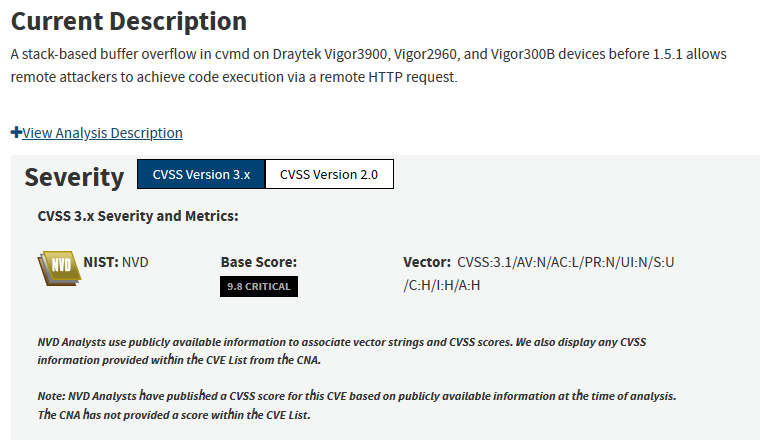 Current Description
A stack-based buffer overflow in cvmd on Draytek Vigor3900, Vigor2960, and Vigor300B devices before 1.5.1 allows
remote attackers to achieve code execution via a remote HTTP request.
+View Analysis Description
Severity CVSS Version 3.x CVSS Version 2.0
CVSS 3.x Severity and Metrics:
NVD NIST: NVD Base Score: Vector: CVSS:3.1/AV:N/AC:L/PR:N/UI:N/S:U
9.8 CRITICAL /C:H/I:H/A:H
NVD Analysts use publicly available information to associate vector strings and CVSS scores. We also display any CVSS
information provided within the CVE List from the CNA.
Note: NVD Analysts have published a CVSS score for this CVE based on publicly available information at the time of analysis.
The CNA has not provided a score within the CVE List.